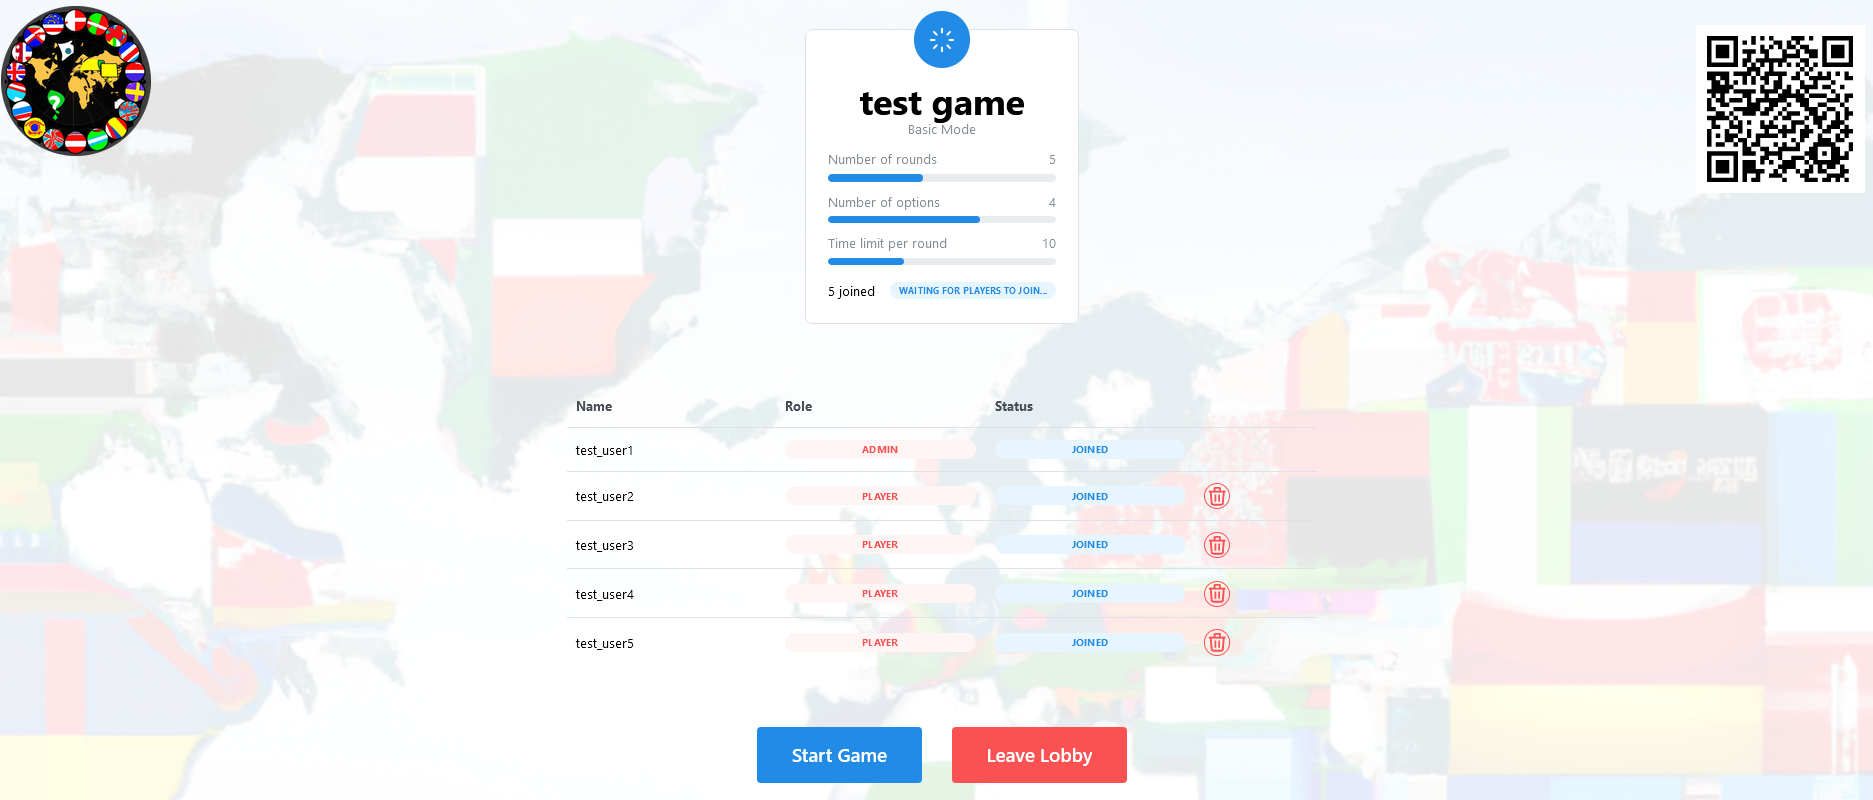 test game
Basic Mode
Number of rounds 5
Number of options 4
Time limit per round 10
5 joined WAITING FOR PLAYERS TO JOIN...
Name Role Status
test_user1 ADMIN JOINED
test_user2 PLAYER JOINED
test_user3 PLAYER JOINED
test_user4 PLAYER JOINED
test_user5 PLAYER JOINED
Start Game Leave Lobby